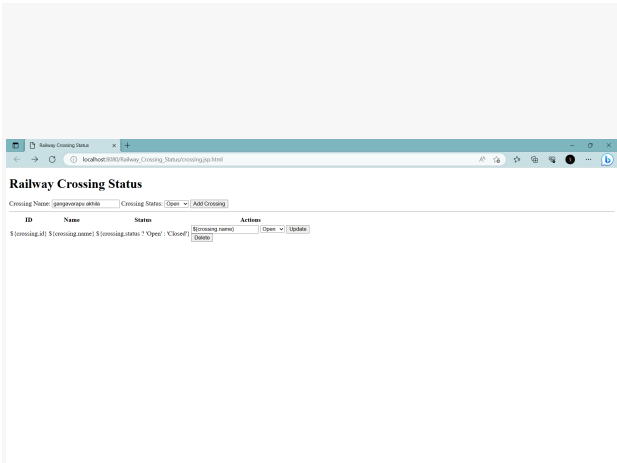 Railway Crossing Status
localhost:8080/Railway_Crossing_Status/crossing.jsp.html
Railway Crossing Status
Crossing Name: gangavarapu akhila Crossing Status: Open Add Crossing
ID Name Status Actions
${crossing.id} ${crossing.name} ${crossing.status ? 'Open' : 'Closed'} ${crossing.name} Open Update
Delete